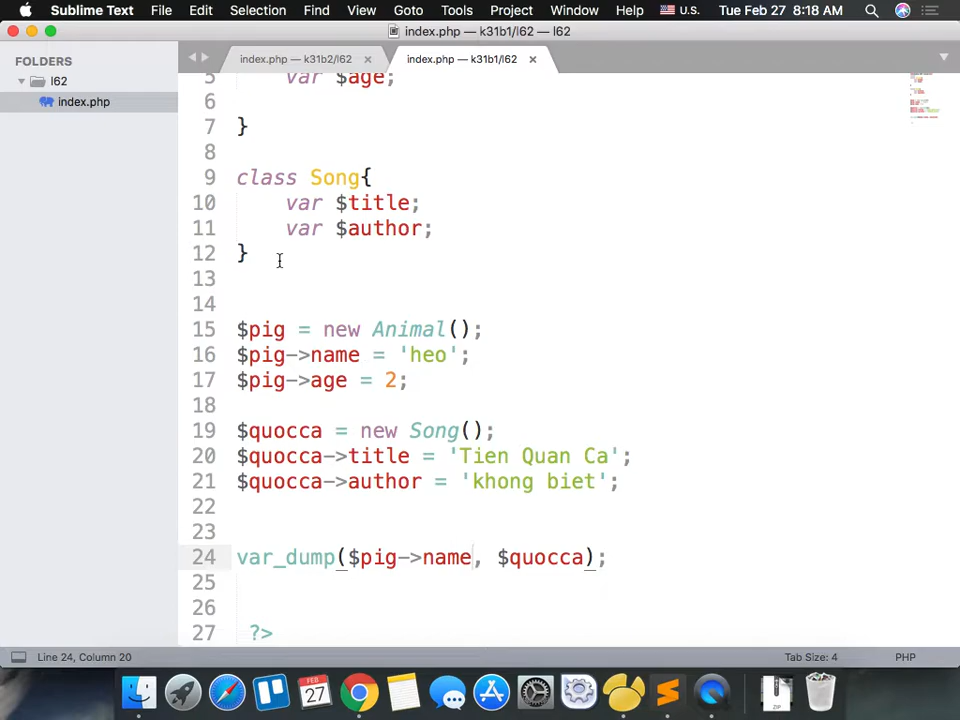 Sublime Text File Edit Selection Find View Goto Tools Project Window Help U.S. Tue Feb 27 8:18 AM
index.php — k31b1/l62 — l62
FOLDERS
l62
index.php
index.php — k31b2/l62
index.php — k31b1/l62
5 var $age;
6
7 }
8
9 class Song{
10 var $title;
11 var $author;
12 }
13
14
15 $pig = new Animal();
16 $pig->name = 'heo';
17 $pig->age = 2;
18
19 $quocca = new Song();
20 $quocca->title = 'Tien Quan Ca';
21 $quocca->author = 'khong biet';
22
23
24 var_dump($pig->name, $quocca);
25
26
27 ?>
Line 24, Column 20
Tab Size: 4
PHP
FEB
27
ZIP